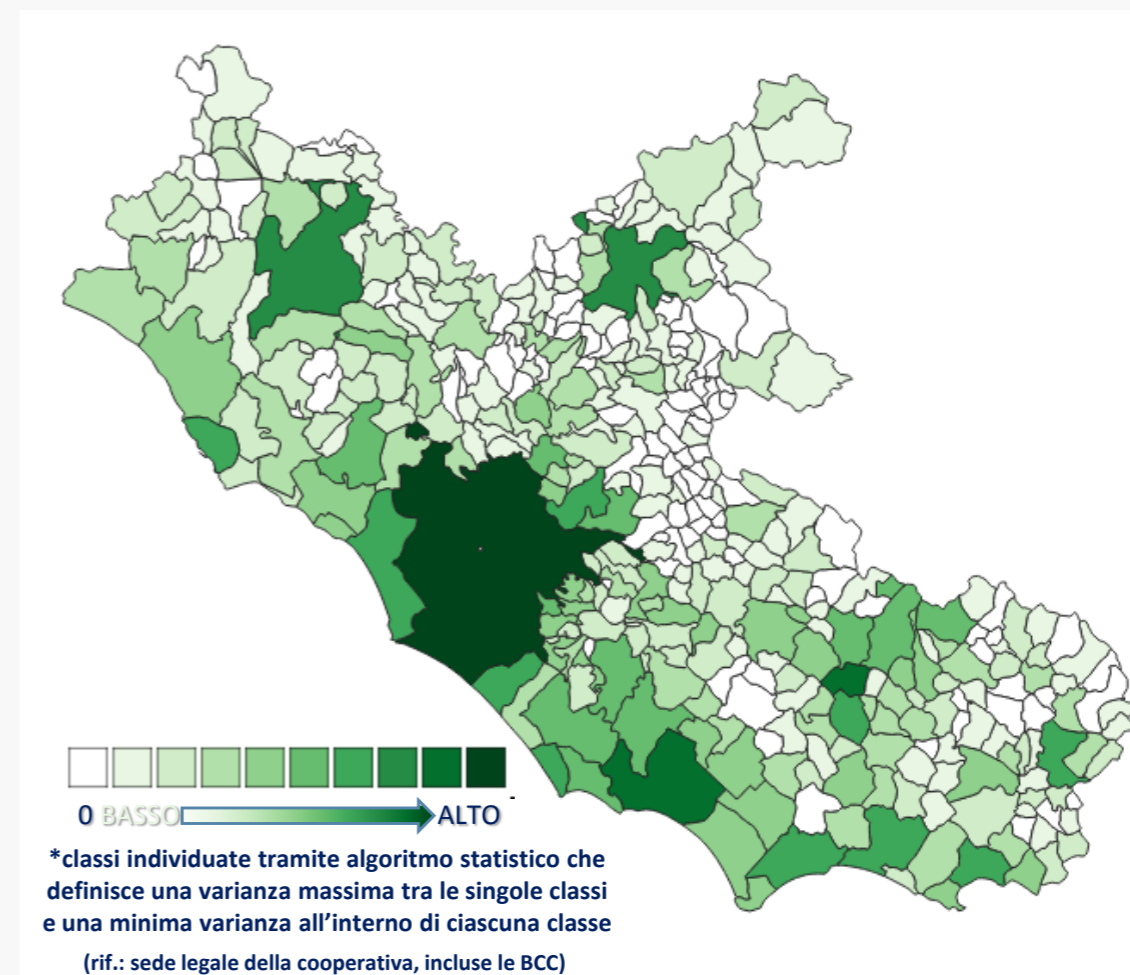 0 BASSO ALTO
*classi individuate tramite algoritmo statistico che
definisce una varianza massima tra le singole classi
e una minima varianza all’interno di ciascuna classe
(rif.: sede legale della cooperativa, incluse le BCC)